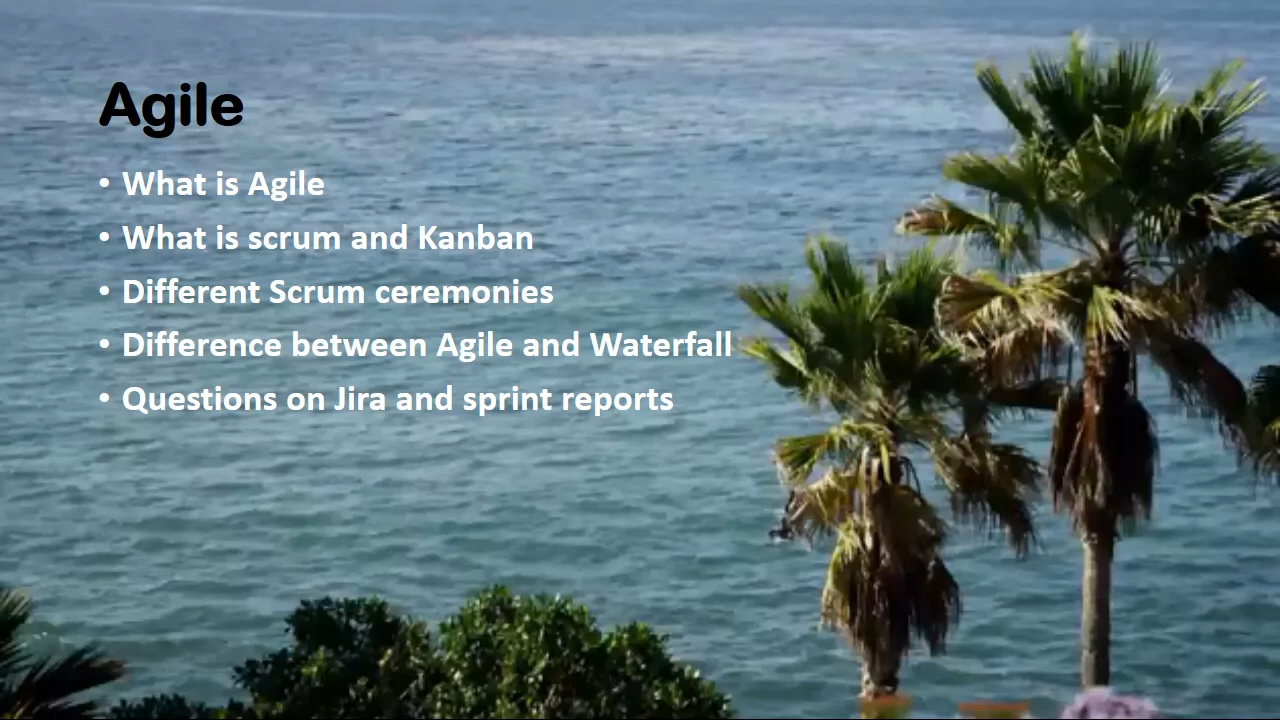 Agile
• What is Agile
• What is scrum and Kanban
• Different Scrum ceremonies
• Difference between Agile and Waterfall
• Questions on Jira and sprint reports